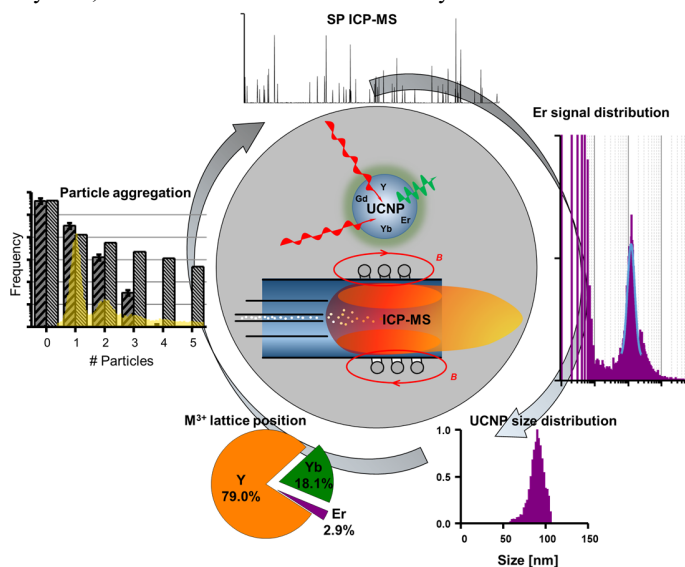 SP ICP-MS
Er signal distribution
Particle aggregation
Frequency
0 1 2 3 4 5
# Particles
Y
Gd
UCNP
Er
Yb
B
ICP-MS
B
M³⁺ lattice position
Y
79.0%
Yb
18.1%
Er
2.9%
UCNP size distribution
1.0
0.5
0.0
0 50 100 150
Size [nm]